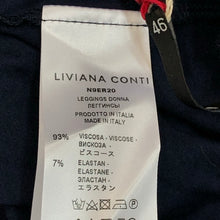 46
LIVIANA CONTI
N9ER20
LEGGINGS DONNA
ЛЕГГИНСЫ
PRODOTTO IN ITALIA
MADE IN ITALY
93% VISCOSA - VISCOSE -
ВИСКОЗА -
ビスコース
7% ELASTAN -
ELASTANE -
ЭЛАСТАН -
エラスタン